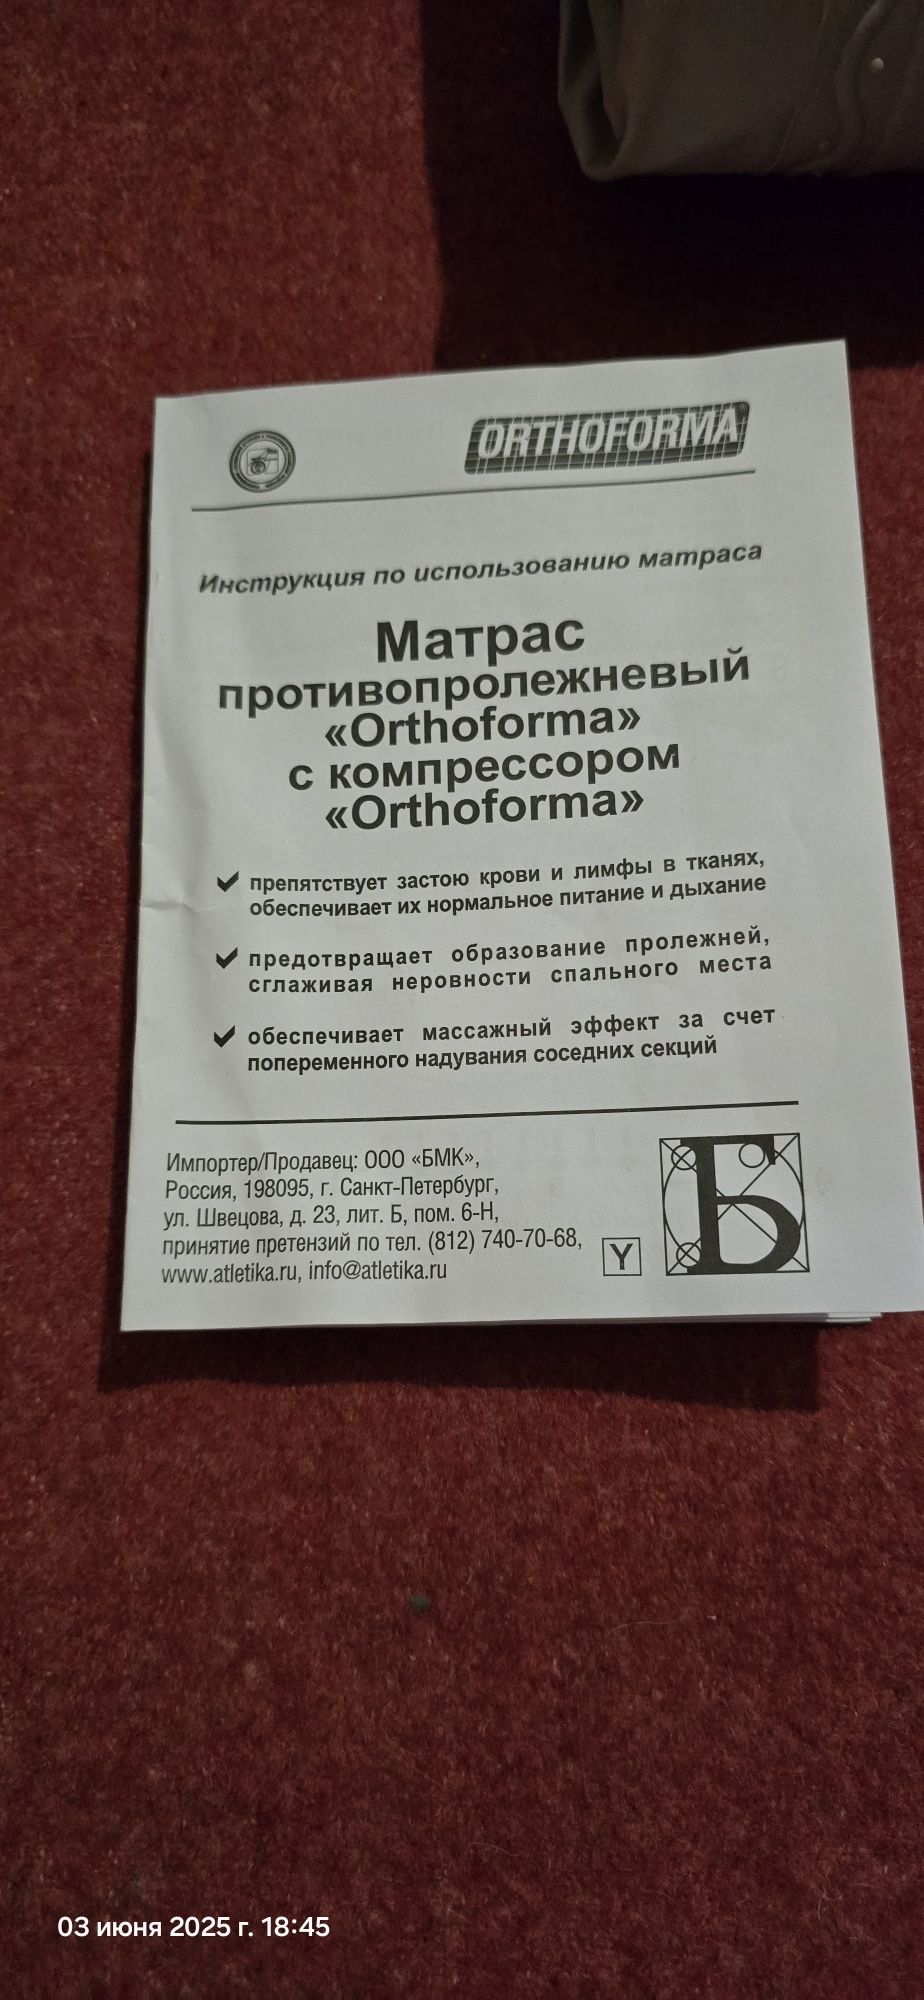 ORTHOFORMA
Инструкция по использованию матраса
Матрас
противопролежневый
«Orthoforma»
с компрессором
«Orthoforma»
препятствует застою крови и лимфы в тканях,
обеспечивает их нормальное питание и дыхание
предотвращает образование пролежней,
сглаживая неровности спального места
обеспечивает массажный эффект за счет
попеременного надувания соседних секций
Импортер/Продавец: ООО «БМК»,
Россия, 198095, г. Санкт-Петербург,
ул. Швецова, д. 23, лит. Б, пом. 6-Н,
принятие претензий по тел. (812) 740-70-68,
www.atletika.ru, info@atletika.ru
Y
Б
03 июня 2025 г. 18:45